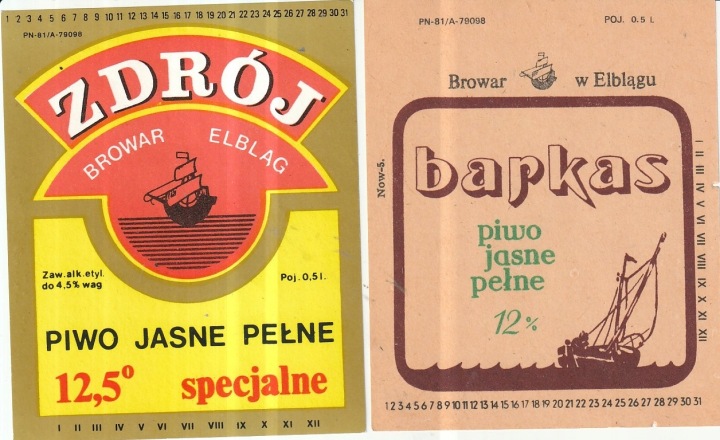 1 2 3 4 5 6 7 8 9 10 11 12 13 14 15 16 17 18 19 20 21 22 23 24 25 26 27 28 29 30 31
PN-81/A-79098
ZDRÓJ
BROWAR ELBLĄG
Zaw. alk. etyl.
do 4,5% wag
Poj. 0,5 l.
PIWO JASNE PEŁNE
12,5° specjalne
I II III IV V VI VII VIII IX X XI XII
PN-81/A-79098
POJ. 0.5 L
Browar w Elblągu
Now-5.
barkas
piwo
jasne
pełne
12%
I II III IV V VI VII VIII IX X XI XII
1 2 3 4 5 6 7 8 9 10 11 12 13 14 15 16 17 18 19 20 21 22 23 24 25 26 27 28 29 30 31